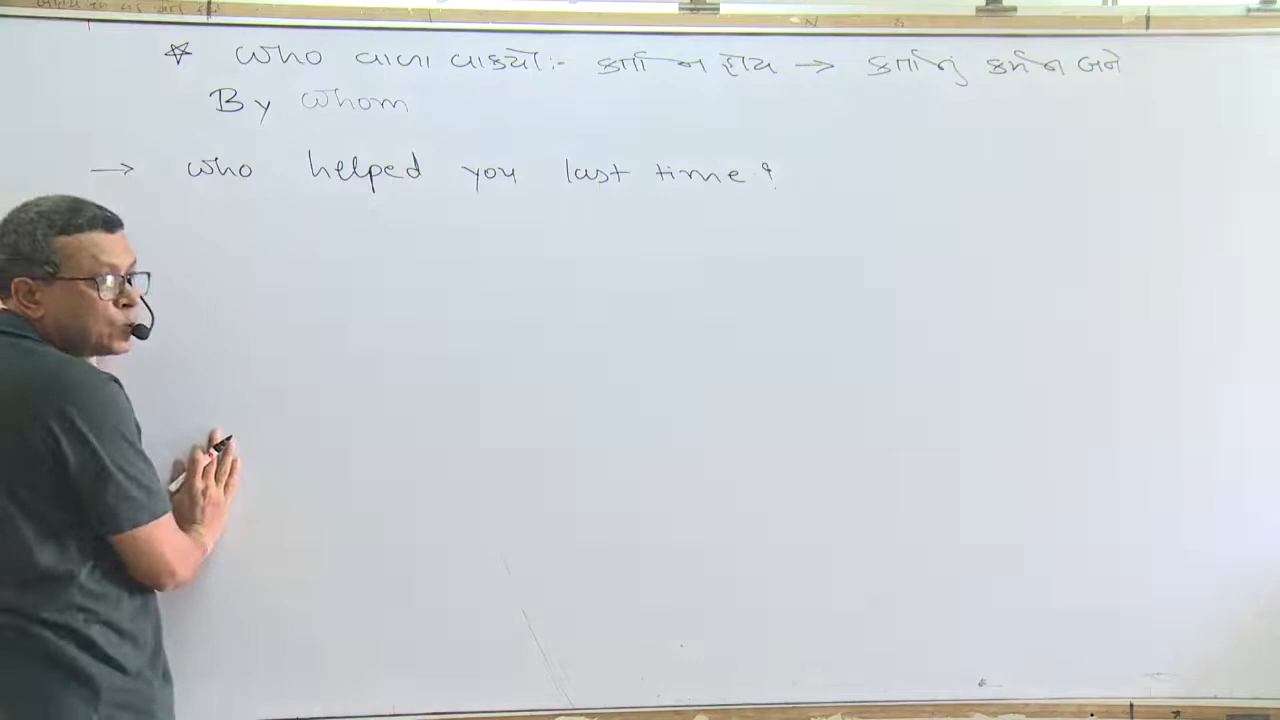 * Who વાળા વાક્યો:- કર્તા ન હોય → કર્તાનું કર્મ ન બને
By whom
→ Who helped you last time?